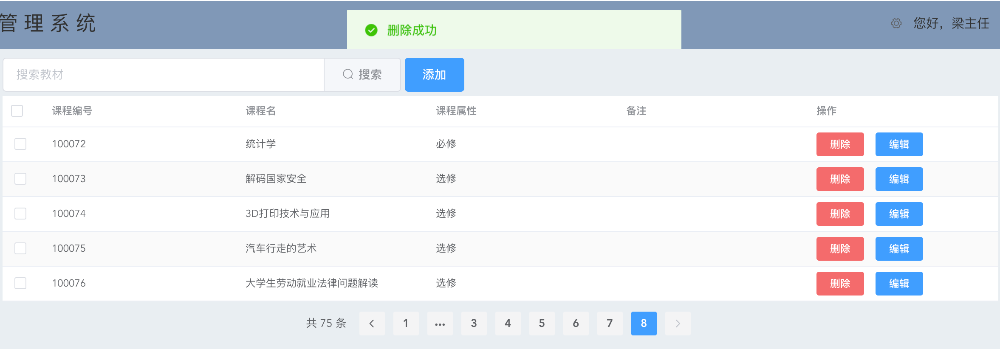 管理系统
删除成功
您好，梁主任
搜索教材
搜索
添加
课程编号 课程名 课程属性 备注 操作
100072 统计学 必修 删除 编辑
100073 解码国家安全 选修 删除 编辑
100074 3D打印技术与应用 选修 删除 编辑
100075 汽车行走的艺术 选修 删除 编辑
100076 大学生劳动就业法律问题解读 选修 删除 编辑
共 75 条 1 ... 3 4 5 6 7 8